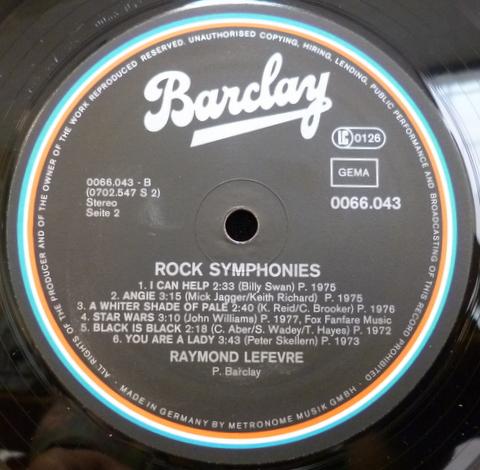 ALL RIGHTS OF THE PRODUCER AND OF THE OWNER OF THE WORK REPRODUCED RESERVED. UNAUTHORISED COPYING, HIRING, LENDING, PUBLIC PERFORMANCE AND BROADCASTING OF THIS RECORD PROHIBITED
Barclay
LC 0126
GEMA
0066.043
0066.043 - B
(0702.547 S 2)
Stereo
Seite 2
ROCK SYMPHONIES
1. I CAN HELP 2:33 (Billy Swan) P. 1975
2. ANGIE 3:15 (Mick Jagger/Keith Richard) P. 1975
3. A WHITER SHADE OF PALE 2:40 (K. Reid/C. Brooker) P. 1976
4. STAR WARS 3:10 (John Williams) P. 1977, Fox Fanfare Music
5. BLACK IS BLACK 2:18 (C. Aber/S. Wadey/T. Hayes) P. 1972
6. YOU ARE A LADY 3:43 (Peter Skellern) P. 1973
RAYMOND LEFEVRE
P. Barclay
MADE IN GERMANY BY METRONOME MUSIK GMBH